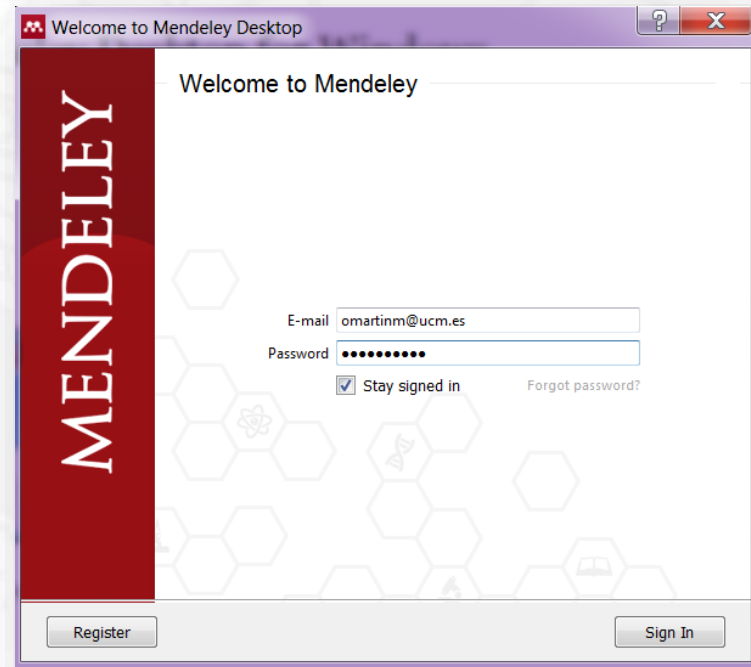 Welcome to Mendeley Desktop
MENDELEY
Welcome to Mendeley
E-mail omartinm@ucm.es
Password ●●●●●●●●●●
Stay signed in Forgot password?
Register Sign In